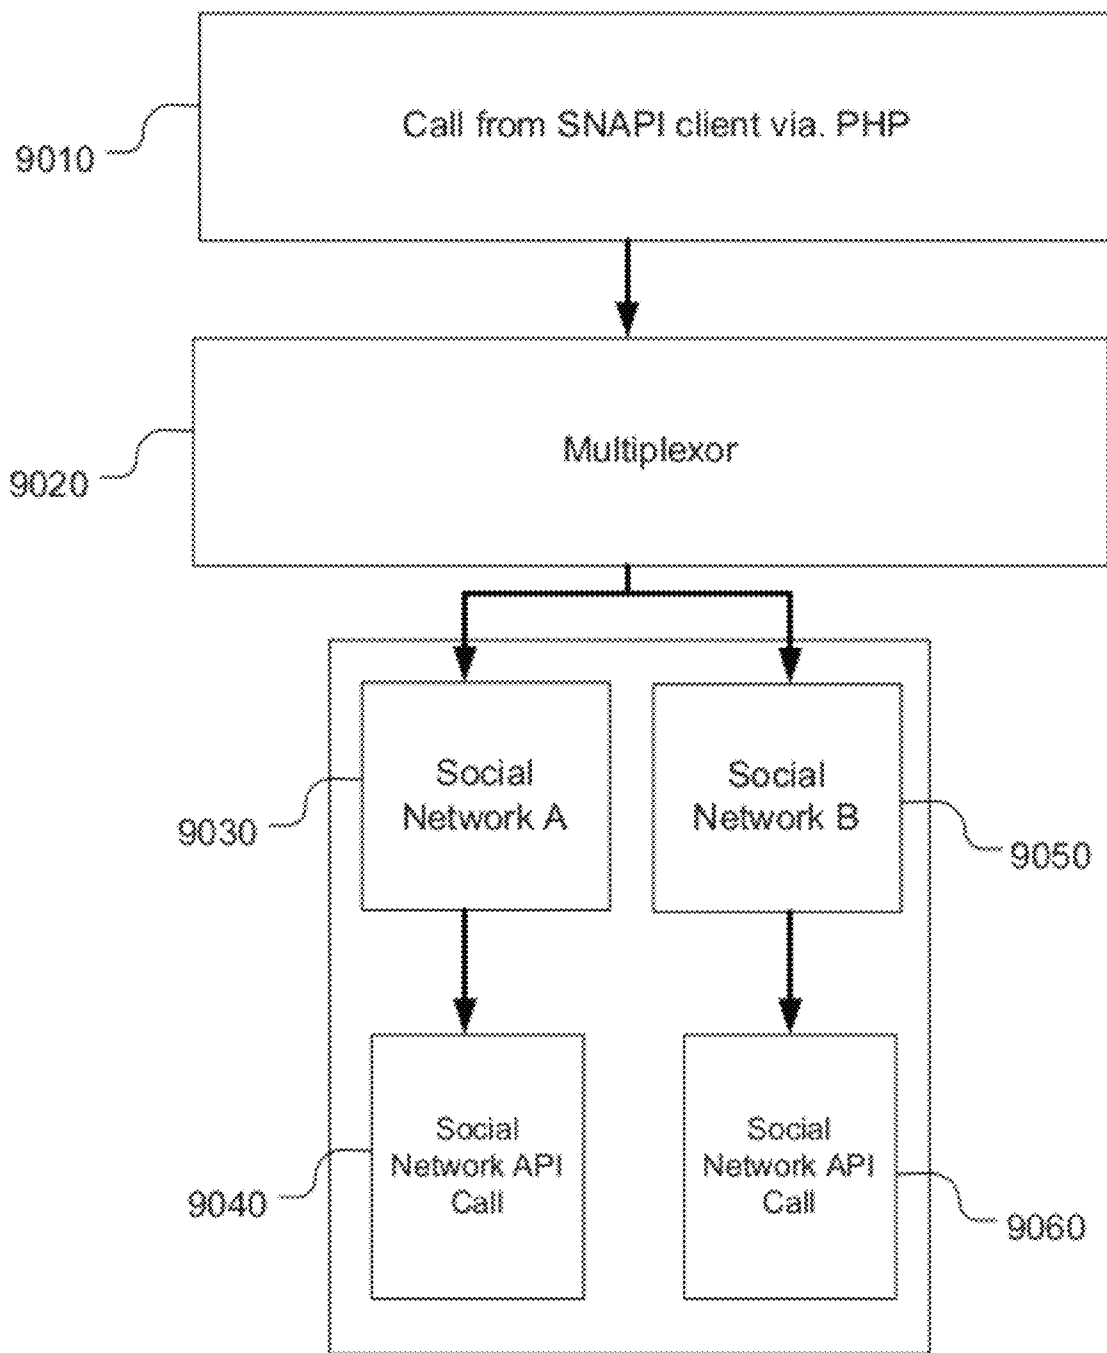 Call from SNAPI client via. PHP
9010
Multiplexor
9020
Social
Network A
9030
Social
Network B
9050
Social
Network API
Call
9040
Social
Network API
Call
9060